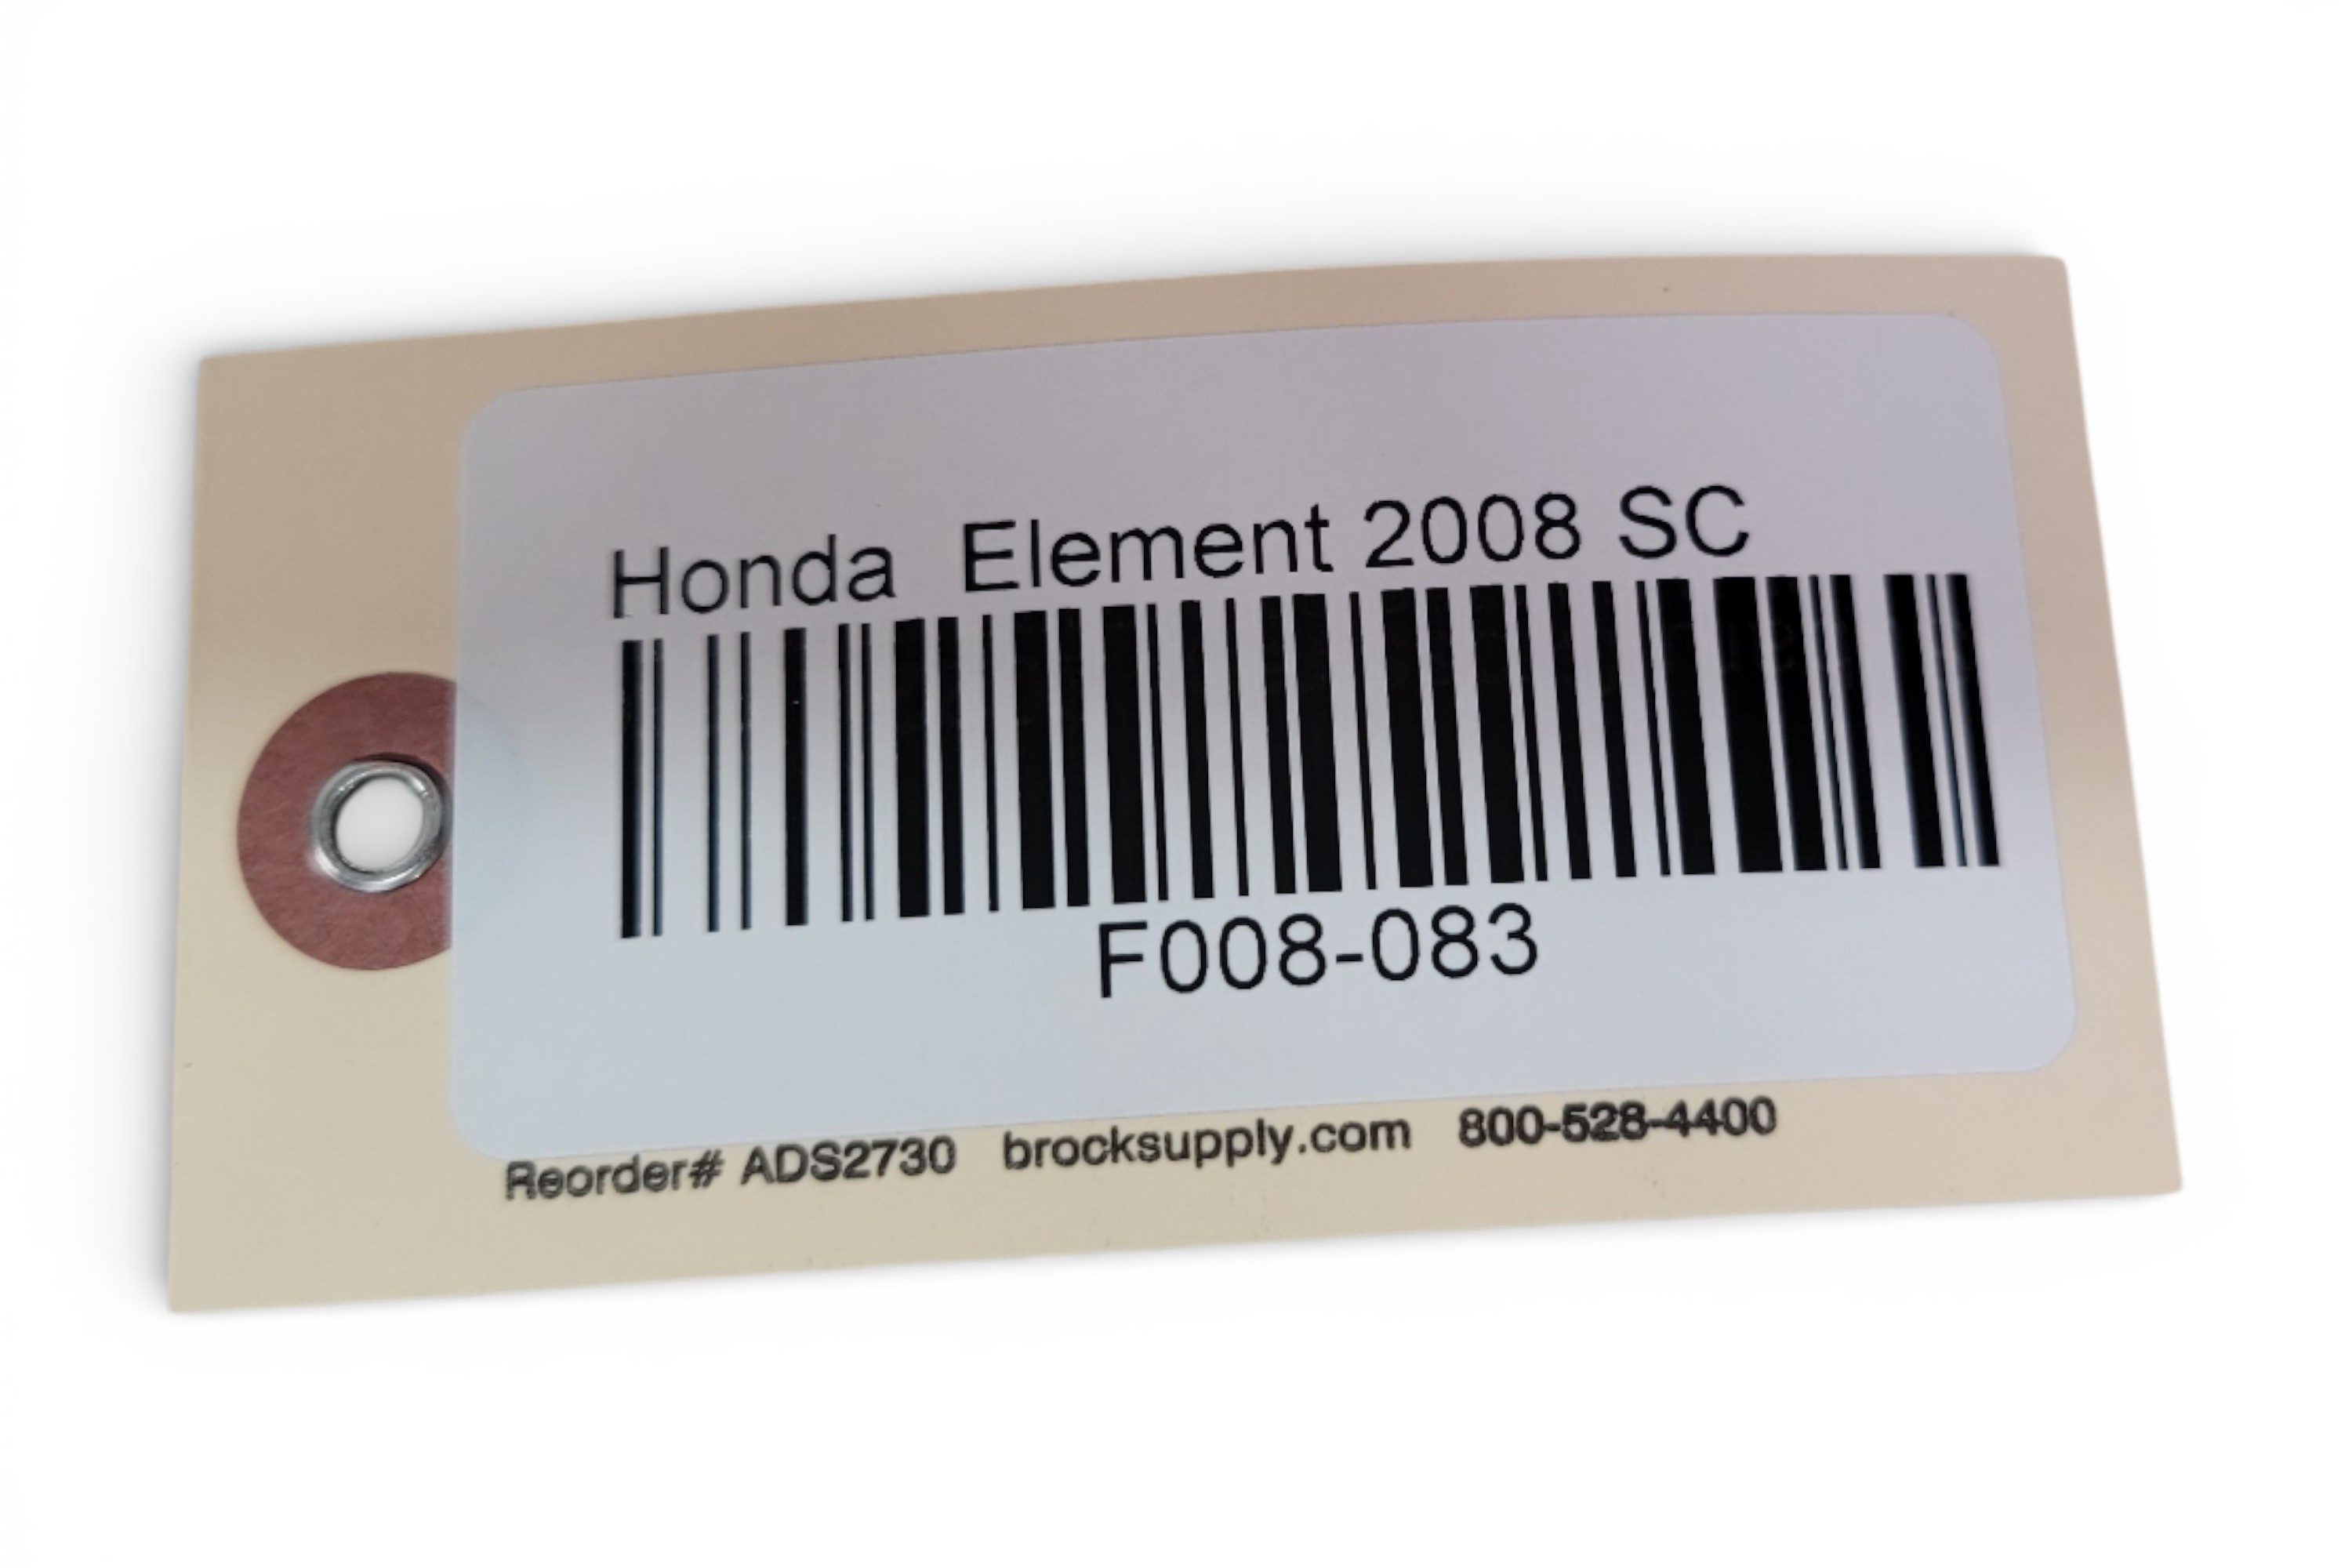 Honda  Element 2008 SC
F008-083
Reorder# ADS2730   brocksupply.com   800-528-4400